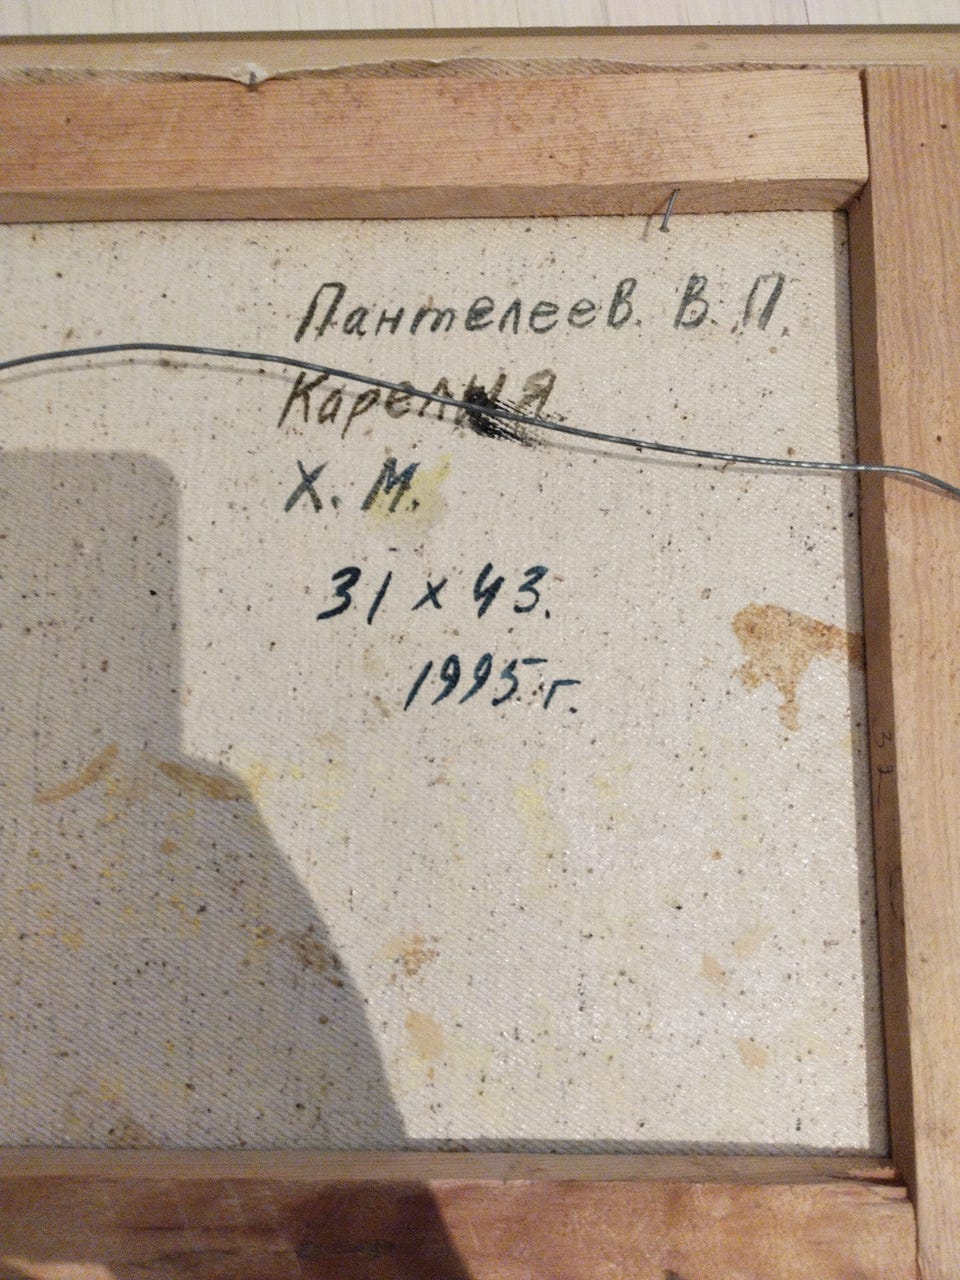 Пантелеев. В. П.
Карелия
Х. М.
31 х 43.
1995 г.